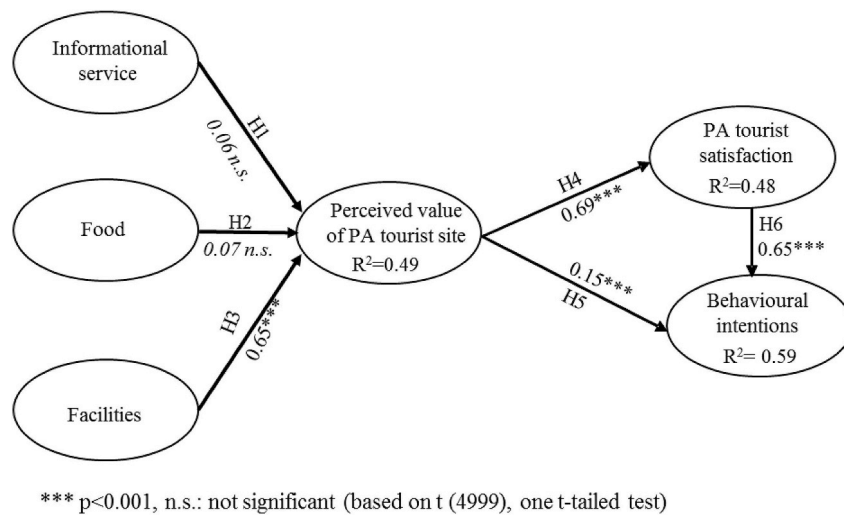 Informational
service
H1
0.06 n.s.
Food
H2
0.07 n.s.
Facilities
H3
0.65***
Perceived value
of PA tourist site
R²=0.49
H4
0.69***
0.15***
H5
PA tourist
satisfaction
R²=0.48
H6
0.65***
Behavioural
intentions
R²= 0.59
*** p<0.001, n.s.: not significant (based on t (4999), one t-tailed test)